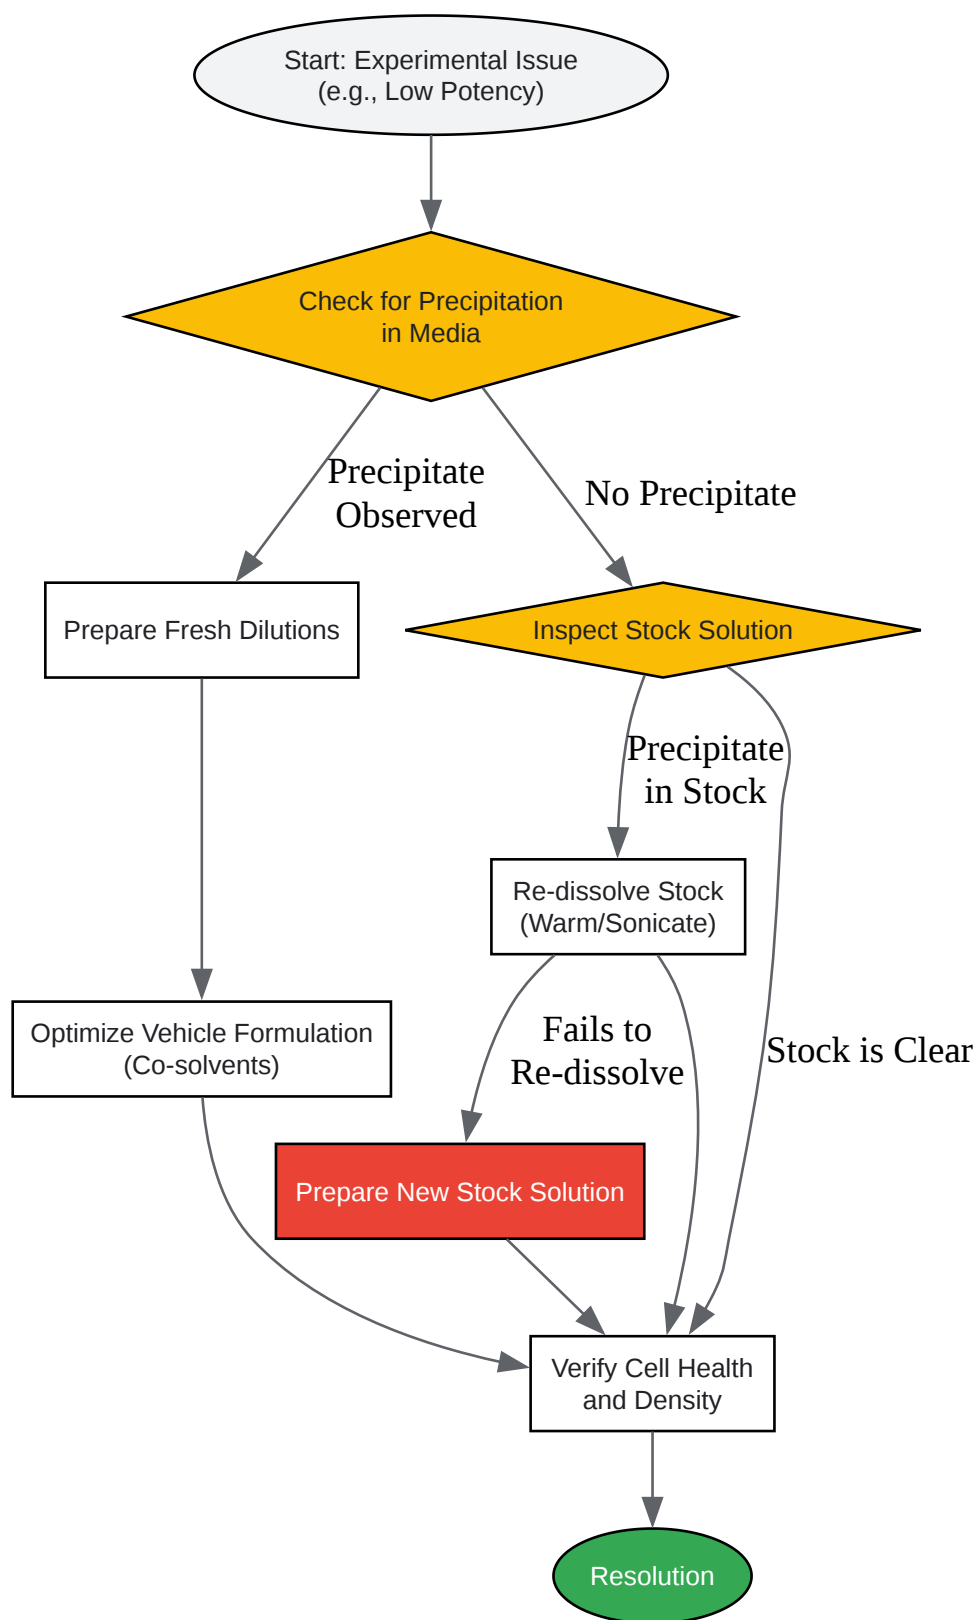 Start: Experimental Issue
(e.g., Low Potency)
Check for Precipitation
in Media
Precipitate
Observed
No Precipitate
Prepare Fresh Dilutions
Inspect Stock Solution
Precipitate
in Stock
Re-dissolve Stock
(Warm/Sonicate)
Optimize Vehicle Formulation
(Co-solvents)
Fails to
Re-dissolve
Stock is Clear
Prepare New Stock Solution
Verify Cell Health
and Density
Resolution